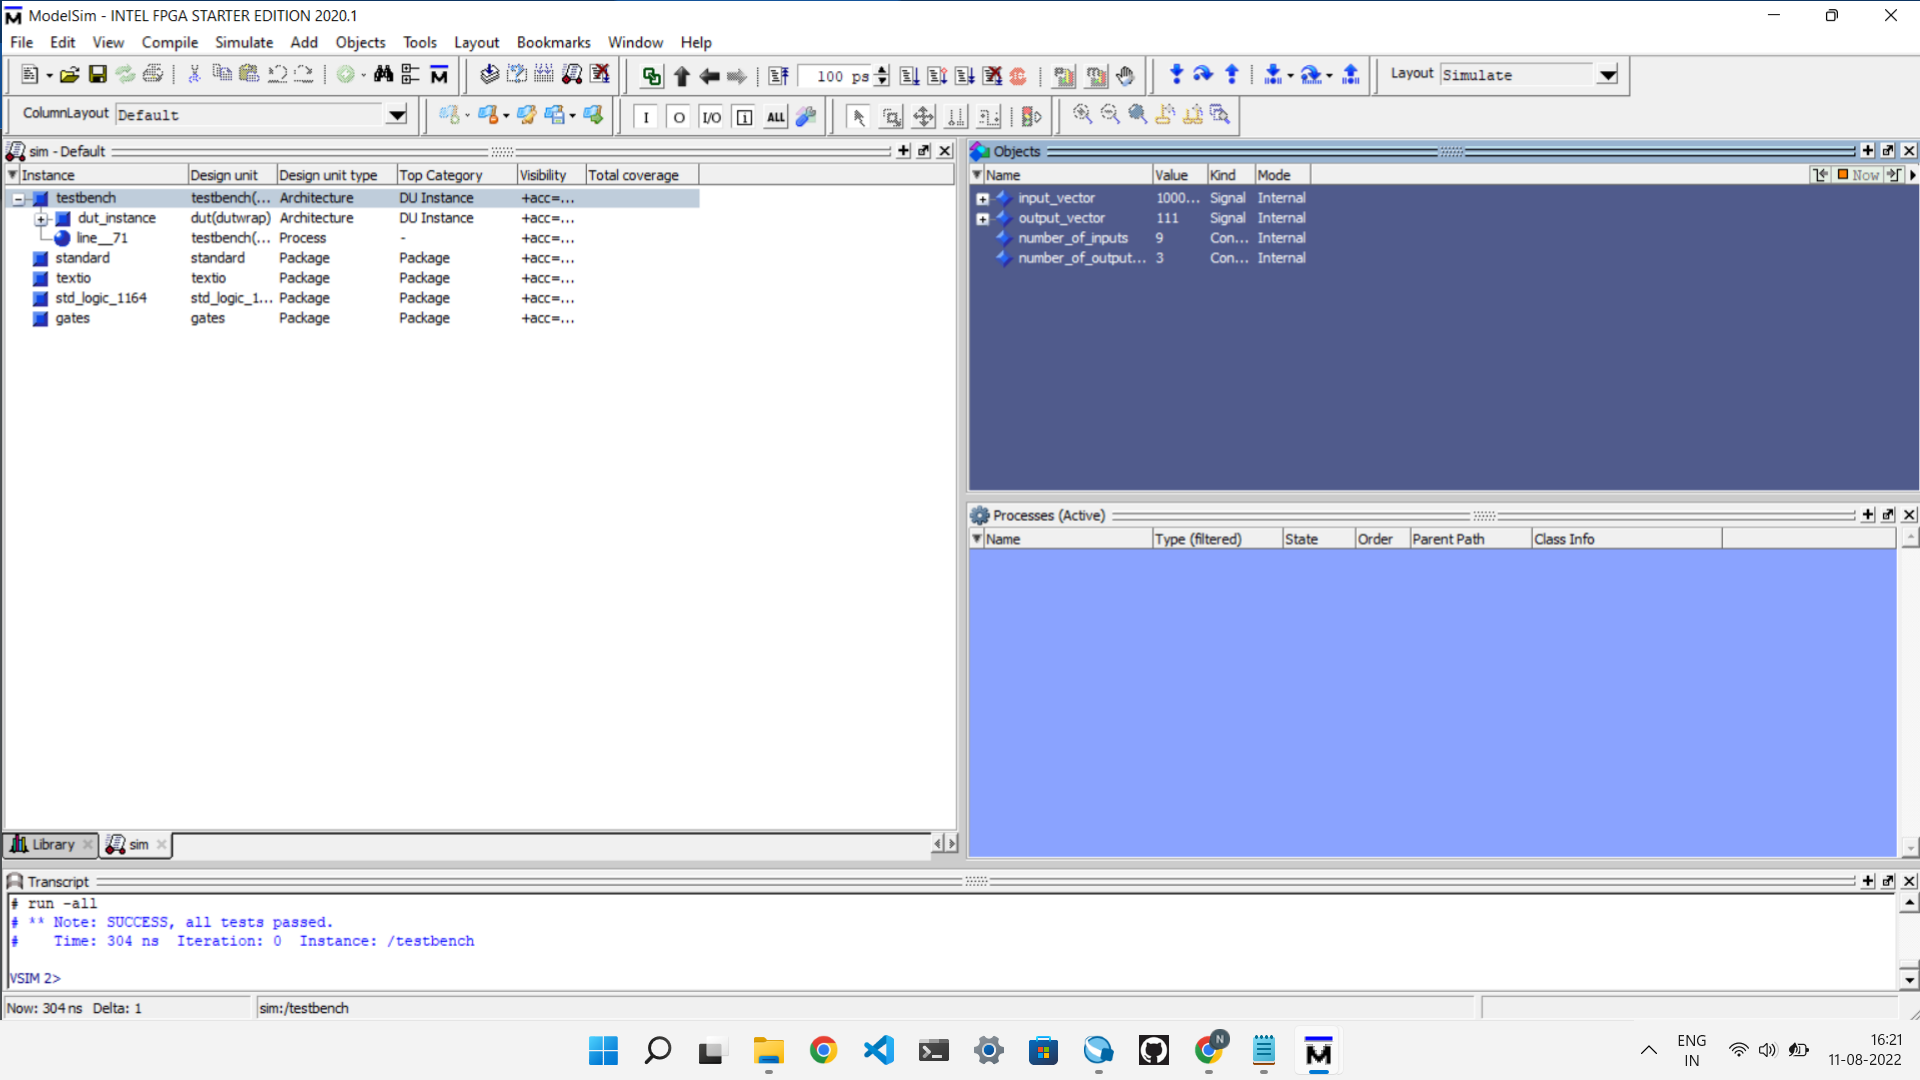 ModelSim - INTEL FPGA STARTER EDITION 2020.1
File Edit View Compile Simulate Add Objects Tools Layout Bookmarks Window Help
100 ps
Layout Simulate
ColumnLayout Default
I O I/O ALL
sim - Default
Instance Design unit Design unit type Top Category Visibility Total coverage
testbench testbench(... Architecture DU Instance +acc=...
dut_instance dut(dutwrap) Architecture DU Instance +acc=...
line__71 testbench(... Process - +acc=...
standard standard Package Package +acc=...
textio textio Package Package +acc=...
std_logic_1164 std_logic_1... Package Package +acc=...
gates gates Package Package +acc=...
Library sim
Objects
Name Value Kind Mode
Now
input_vector 1000... Signal Internal
output_vector 111 Signal Internal
number_of_inputs 9 Con... Internal
number_of_output... 3 Con... Internal
Processes (Active)
Name Type (filtered) State Order Parent Path Class Info
Transcript
# run -all
# ** Note: SUCCESS, all tests passed.
# Time: 304 ns Iteration: 0 Instance: /testbench
VSIM 2>
Now: 304 ns Delta: 1 sim:/testbench
N
ENG
IN
16:21
11-08-2022